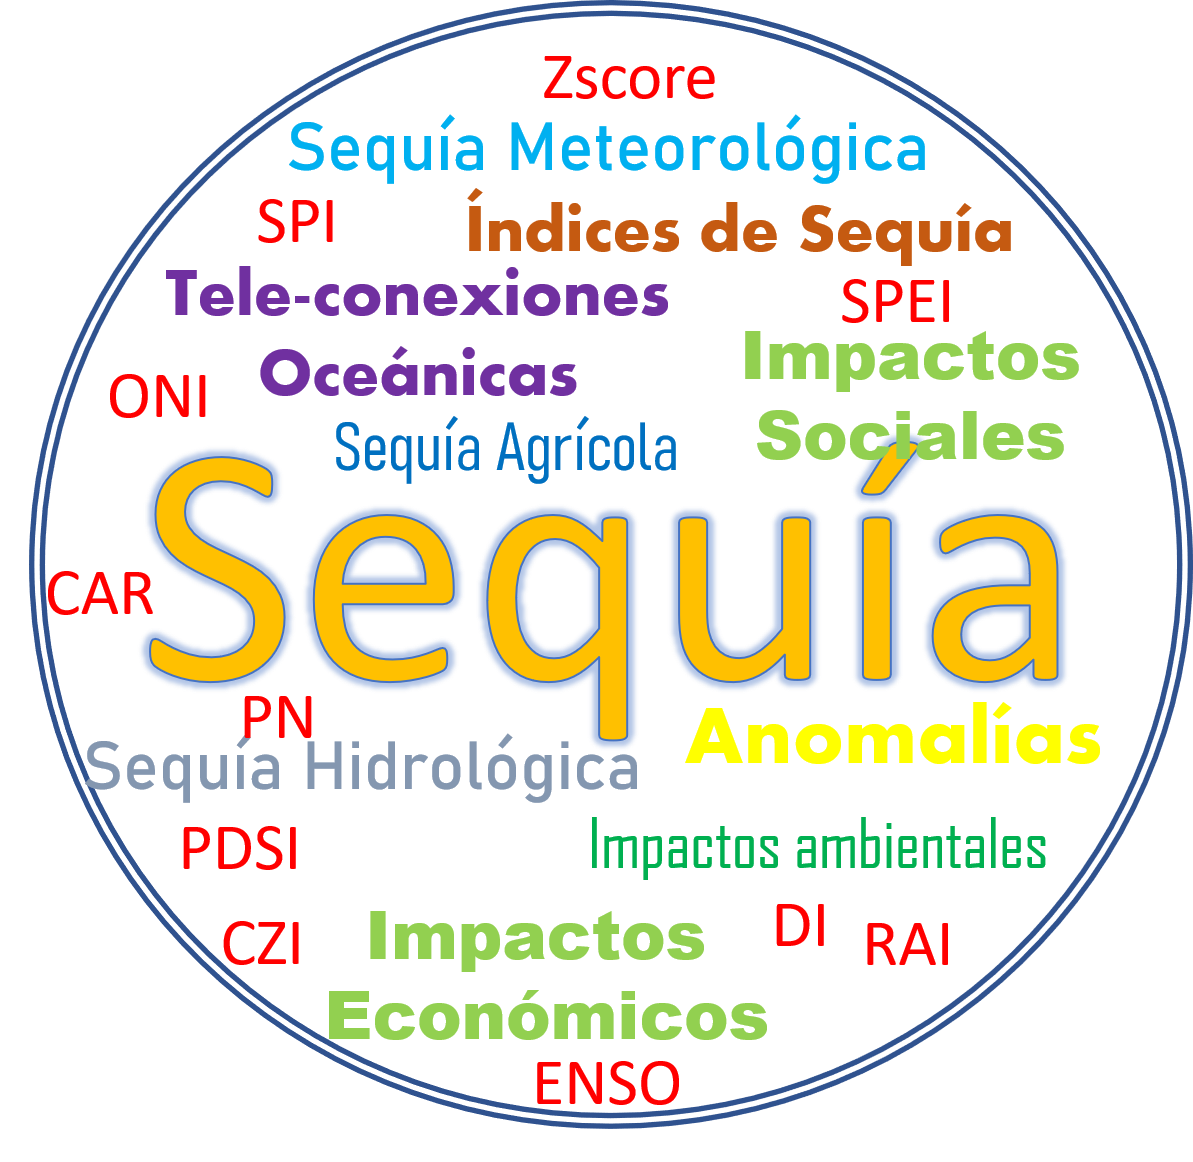 Zscore
Sequía Meteorológica
SPI
Índices de Sequía
Tele-conexiones
Oceánicas
SPEI
Impactos
Sociales
ONI
Sequía Agrícola
Sequía
CAR
PN
Anomalías
Sequía Hidrológica
PDSI
Impactos ambientales
CZI
Impactos
Económicos
DI
RAI
ENSO